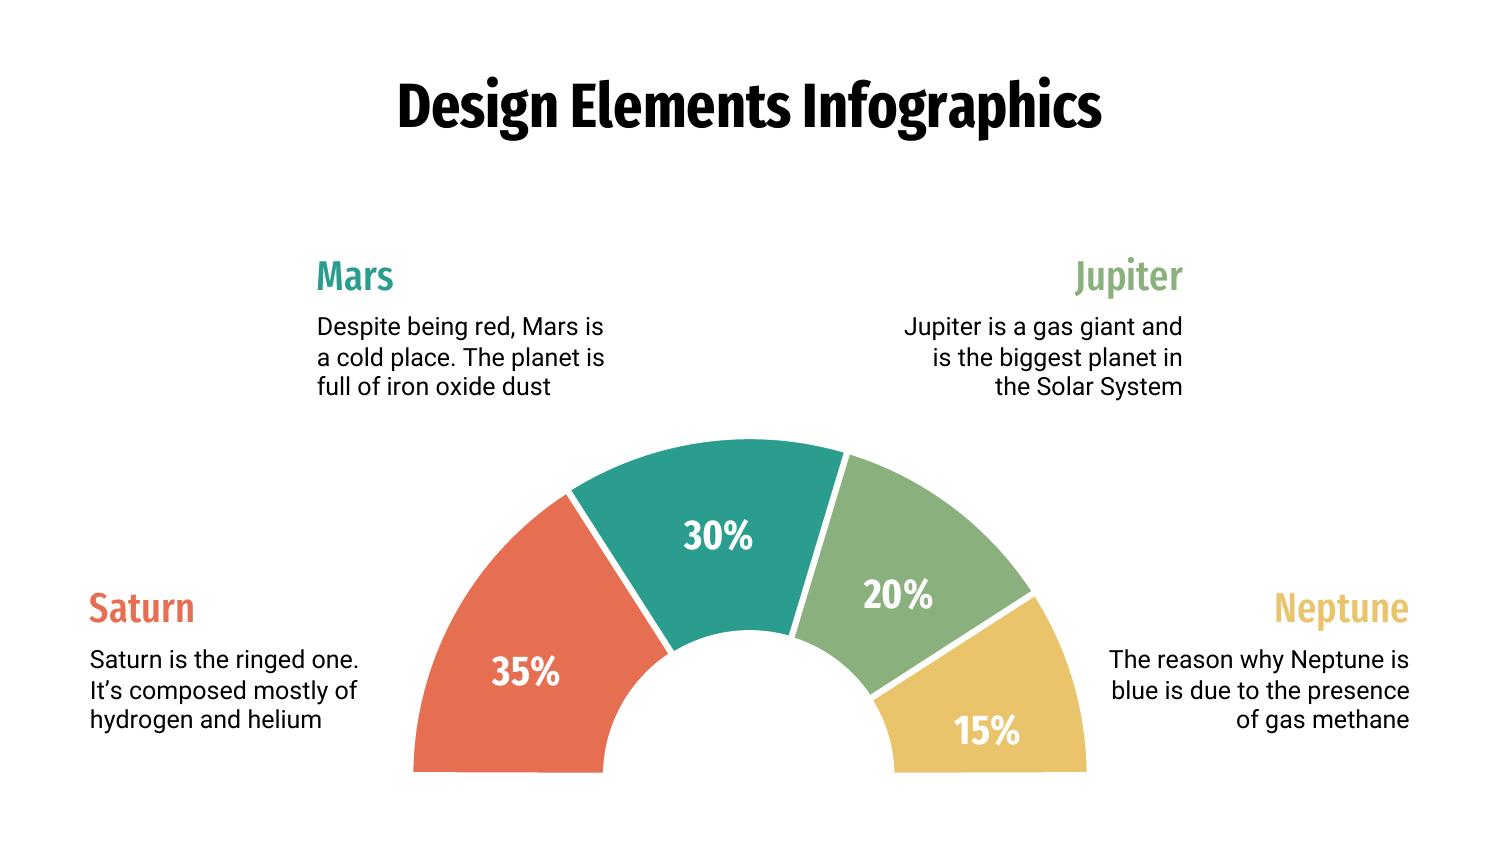 Design Elements Infographics
Mars
Despite being red, Mars is
a cold place. The planet is
full of iron oxide dust
Jupiter
Jupiter is a gas giant and
is the biggest planet in
the Solar System
30%
20%
35%
15%
Saturn
Saturn is the ringed one.
It’s composed mostly of
hydrogen and helium
Neptune
The reason why Neptune is
blue is due to the presence
of gas methane